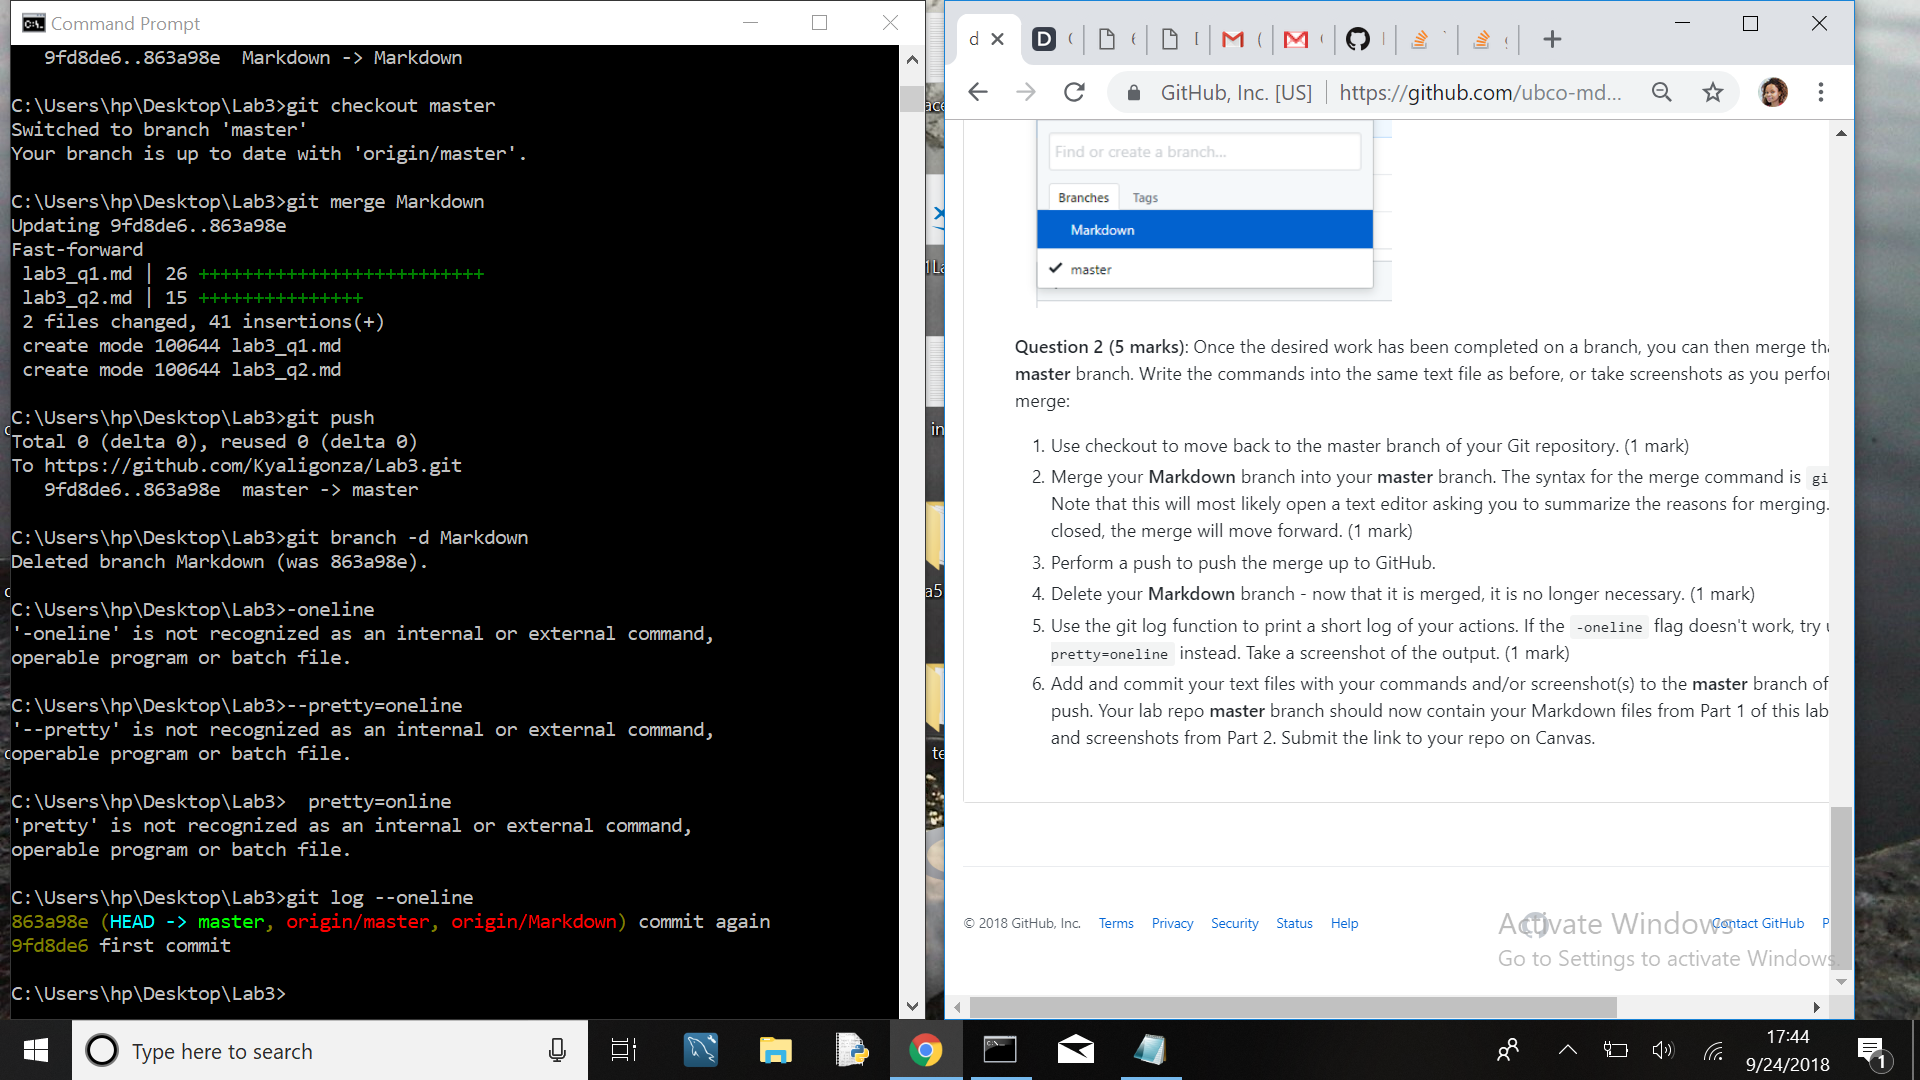 Command Prompt
9fd8de6..863a98e  Markdown -> Markdown
C:\Users\hp\Desktop\Lab3>git checkout master
Switched to branch 'master'
Your branch is up to date with 'origin/master'.
C:\Users\hp\Desktop\Lab3>git merge Markdown
Updating 9fd8de6..863a98e
Fast-forward
lab3_q1.md | 26 ++++++++++++++++++++++++++
lab3_q2.md | 15 +++++++++++++++
2 files changed, 41 insertions(+)
create mode 100644 lab3_q1.md
create mode 100644 lab3_q2.md
C:\Users\hp\Desktop\Lab3>git push
Total 0 (delta 0), reused 0 (delta 0)
To https://github.com/Kyaligonza/Lab3.git
9fd8de6..863a98e  master -> master
C:\Users\hp\Desktop\Lab3>git branch -d Markdown
Deleted branch Markdown (was 863a98e).
C:\Users\hp\Desktop\Lab3>-oneline
'-oneline' is not recognized as an internal or external command,
operable program or batch file.
C:\Users\hp\Desktop\Lab3>--pretty=oneline
'--pretty' is not recognized as an internal or external command,
operable program or batch file.
C:\Users\hp\Desktop\Lab3>  pretty=online
'pretty' is not recognized as an internal or external command,
operable program or batch file.
C:\Users\hp\Desktop\Lab3>git log --oneline
863a98e (HEAD -> master, origin/master, origin/Markdown) commit again
9fd8de6 first commit
C:\Users\hp\Desktop\Lab3>
d
GitHub, Inc. [US] | https://github.com/ubco-md...
Find or create a branch...
Branches Tags
Markdown
master
Question 2 (5 marks): Once the desired work has been completed on a branch, you can then merge
master branch. Write the commands into the same text file as before, or take screenshots as you
merge:
1. Use checkout to move back to the master branch of your Git repository. (1 mark)
2. Merge your Markdown branch into your master branch. The syntax for the merge command is gi
Note that this will most likely open a text editor asking you to summarize the reasons for merging.
closed, the merge will move forward. (1 mark)
3. Perform a push to push the merge up to GitHub.
4. Delete your Markdown branch - now that it is merged, it is no longer necessary. (1 mark)
5. Use the git log function to print a short log of your actions. If the -oneline flag doesn't work, try
pretty=oneline instead. Take a screenshot of the output. (1 mark)
6. Add and commit your text files with your commands and/or screenshot(s) to the master branch of
push. Your lab repo master branch should now contain your Markdown files from Part 1 of this lab
and screenshots from Part 2. Submit the link to your repo on Canvas.
© 2018 GitHub, Inc. Terms Privacy Security Status Help Contact GitHub P
Activate Windows
Go to Settings to activate Windows.
Type here to search
17:44
9/24/2018
1